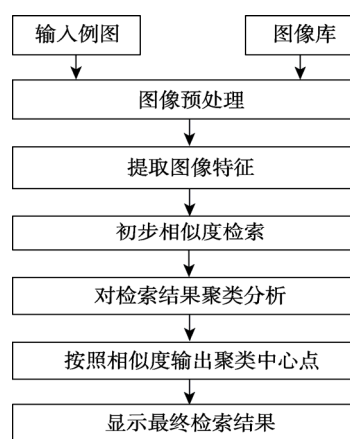 输入例图
图像库
图像预处理
提取图像特征
初步相似度检索
对检索结果聚类分析
按照相似度输出聚类中心点
显示最终检索结果